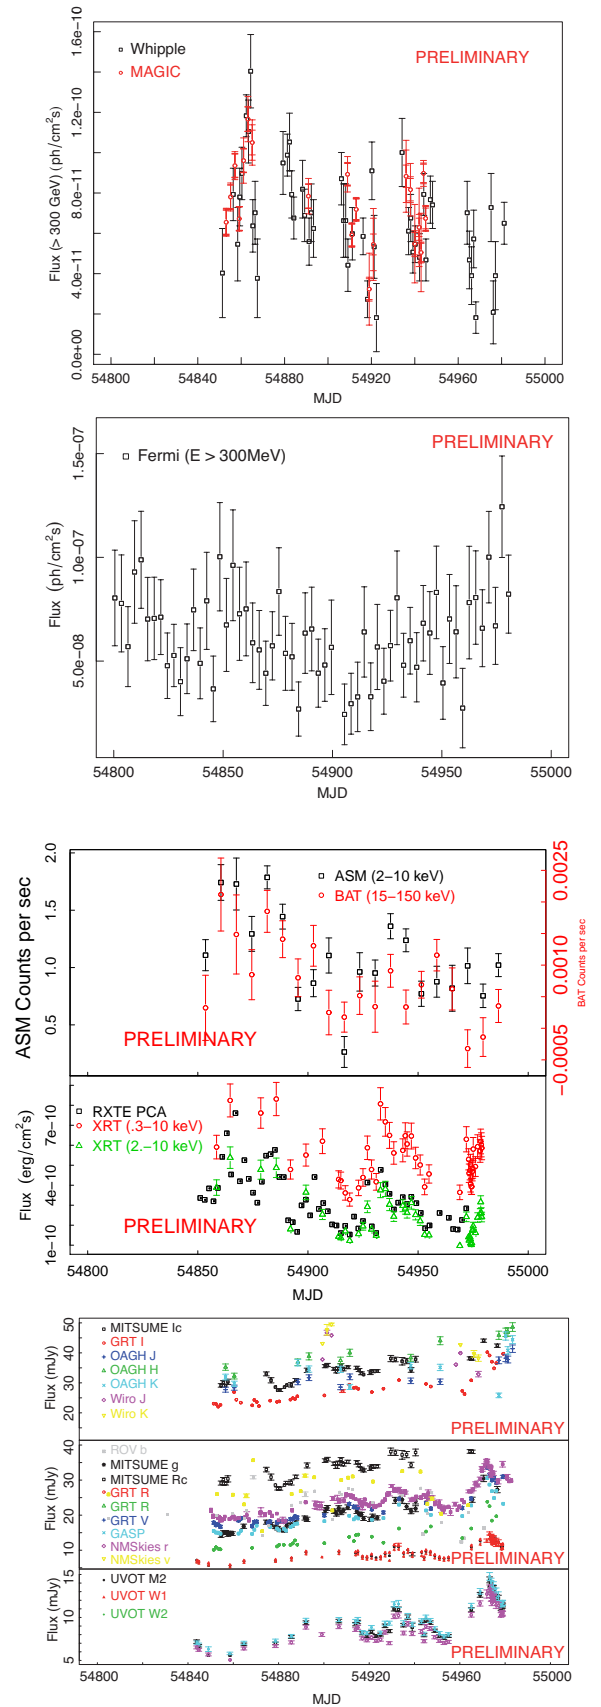 1.6e-10
1.2e-10
8.0e-11
4.0e-11
0.0e+00
Flux (> 300 GeV) (ph/cm²s)
Whipple
MAGIC
PRELIMINARY
54800 54840 54880 54920 54960 55000
MJD
1.5e-07
1.0e-07
5.0e-08
Flux (ph/cm²s)
Fermi (E > 300MeV)
PRELIMINARY
54800 54850 54900 54950 55000
MJD
2.0
1.5
1.0
0.5
ASM Counts per sec
ASM (2-10 keV)
BAT (15-150 keV)
PRELIMINARY
0.0025
0.0010
-0.0005
BAT Counts per sec
7e-10
4e-10
1e-10
Flux (erg/cm²s)
RXTE PCA
XRT (.3-10 keV)
XRT (2.-10 keV)
PRELIMINARY
54800 54850 54900 54950 55000
MJD
50
40
30
20
Flux (mJy)
MITSUME Ic
GRT I
OAGH J
OAGH H
OAGH K
Wiro J
Wiro K
PRELIMINARY
40
30
20
10
Flux (mJy)
ROV b
MITSUME g
MITSUME Rc
GRT R
GRT R
GRT V
GASP
NMSkies r
NMSkies v
PRELIMINARY
15
10
5
Flux (mJy)
UVOT M2
UVOT W1
UVOT W2
PRELIMINARY
54800 54840 54880 54920 54960 55000
MJD